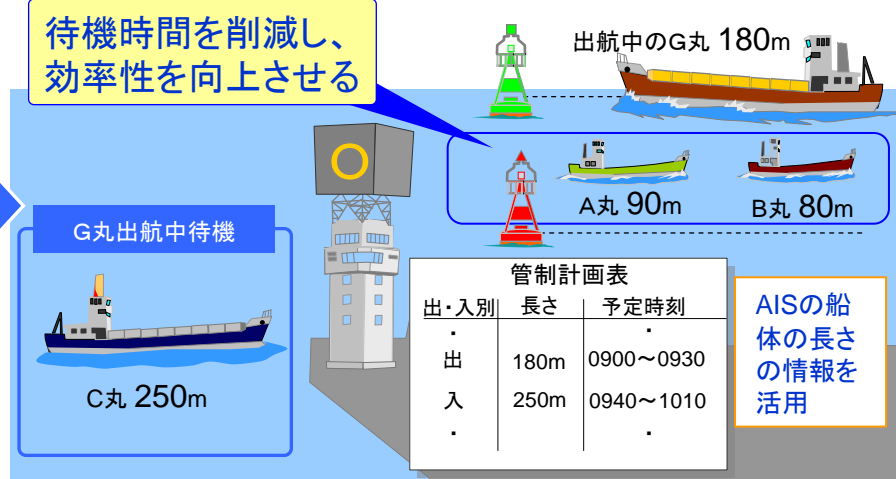 待機時間を削減し、
効率性を向上させる
出航中のG丸 180m
A丸 90m
B丸 80m
G丸出航中待機
C丸 250m
管制計画表
出・入別 長さ 予定時刻
・ ・
出 180m 0900～0930
入 250m 0940～1010
・ ・
AISの船
体の長さ
の情報を
活用